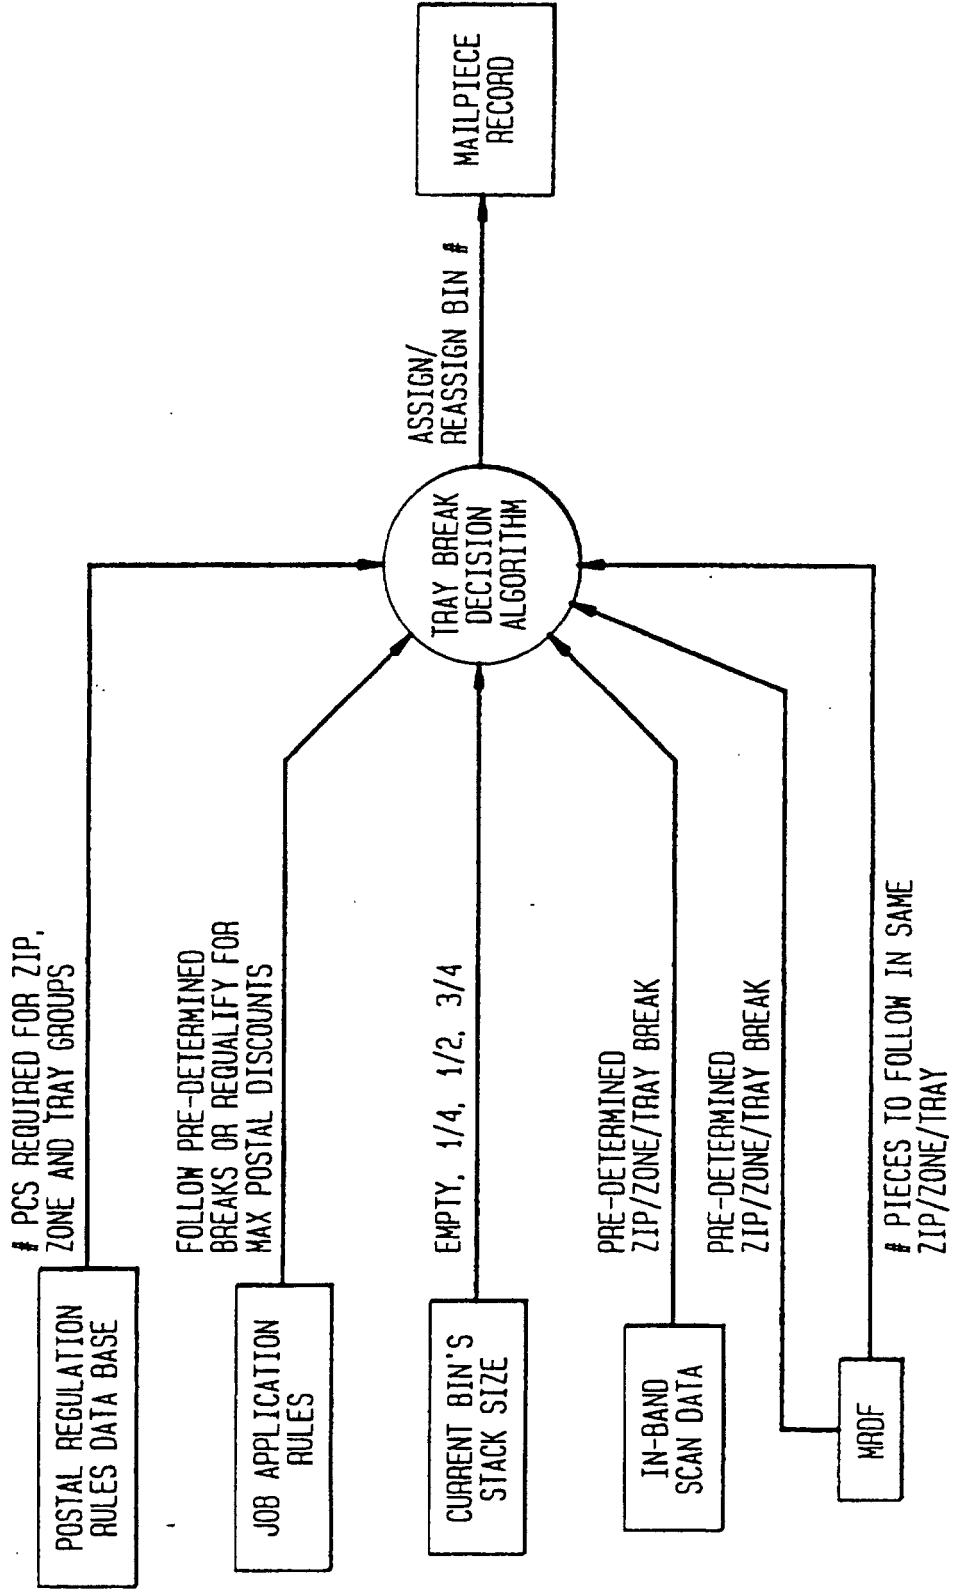 POSTAL REGULATION
RULES DATA BASE
# PCS REQUIRED FOR ZIP,
ZONE AND TRAY GROUPS
JOB APPLICATION
RULES
FOLLOW PRE-DETERMINED
BREAKS OR REQUALIFY FOR
MAX POSTAL DISCOUNTS
CURRENT BIN'S
STACK SIZE
EMPTY, 1/4, 1/2, 3/4
IN-BAND
SCAN DATA
PRE-DETERMINED
ZIP/ZONE/TRAY BREAK
MRDF
PRE-DETERMINED
ZIP/ZONE/TRAY BREAK
# PIECES TO FOLLOW IN SAME
ZIP/ZONE/TRAY
TRAY BREAK
DECISION
ALGORITHM
ASSIGN/
REASSIGN BIN #
MAILPIECE
RECORD